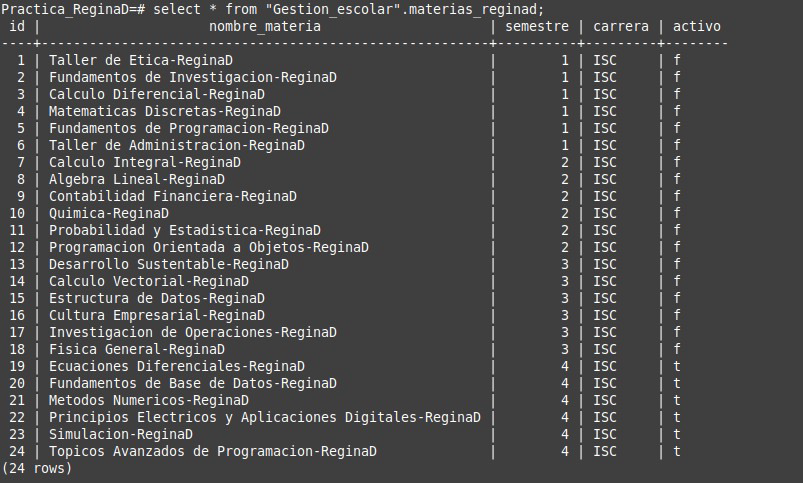 Practica_ReginaD=# select * from "Gestion_escolar".materias_reginad;
 id |                     nombre_materia                     | semestre | carrera | activo
----+--------------------------------------------------------+----------+---------+--------
  1 | Taller de Etica-ReginaD                                |        1 | ISC     | f
  2 | Fundamentos de Investigacion-ReginaD                   |        1 | ISC     | f
  3 | Calculo Diferencial-ReginaD                            |        1 | ISC     | f
  4 | Matematicas Discretas-ReginaD                          |        1 | ISC     | f
  5 | Fundamentos de Programacion-ReginaD                    |        1 | ISC     | f
  6 | Taller de Administracion-ReginaD                       |        1 | ISC     | f
  7 | Calculo Integral-ReginaD                               |        2 | ISC     | f
  8 | Algebra Lineal-ReginaD                                 |        2 | ISC     | f
  9 | Contabilidad Financiera-ReginaD                        |        2 | ISC     | f
 10 | Quimica-ReginaD                                        |        2 | ISC     | f
 11 | Probabilidad y Estadistica-ReginaD                     |        2 | ISC     | f
 12 | Programacion Orientada a Objetos-ReginaD               |        2 | ISC     | f
 13 | Desarrollo Sustentable-ReginaD                         |        3 | ISC     | f
 14 | Calculo Vectorial-ReginaD                              |        3 | ISC     | f
 15 | Estructura de Datos-ReginaD                            |        3 | ISC     | f
 16 | Cultura Empresarial-ReginaD                            |        3 | ISC     | f
 17 | Investigacion de Operaciones-ReginaD                   |        3 | ISC     | f
 18 | Fisica General-ReginaD                                 |        3 | ISC     | f
 19 | Ecuaciones Diferenciales-ReginaD                       |        4 | ISC     | t
 20 | Fundamentos de Base de Datos-ReginaD                   |        4 | ISC     | t
 21 | Metodos Numericos-ReginaD                              |        4 | ISC     | t
 22 | Principios Electricos y Aplicaciones Digitales-ReginaD |        4 | ISC     | t
 23 | Simulacion-ReginaD                                     |        4 | ISC     | t
 24 | Topicos Avanzados de Programacion-ReginaD              |        4 | ISC     | t
(24 rows)